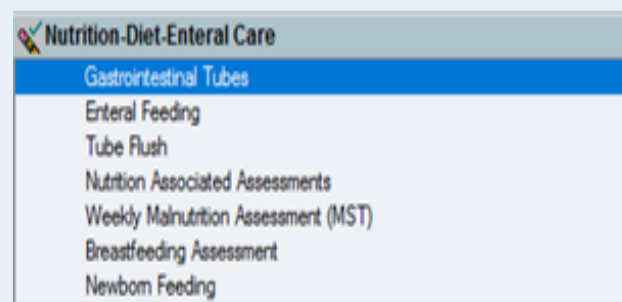 Nutrition-Diet-Enteral Care
Gastrointestinal Tubes
Enteral Feeding
Tube Flush
Nutrition Associated Assessments
Weekly Malnutrition Assessment (MST)
Breastfeeding Assessment
Newborn Feeding